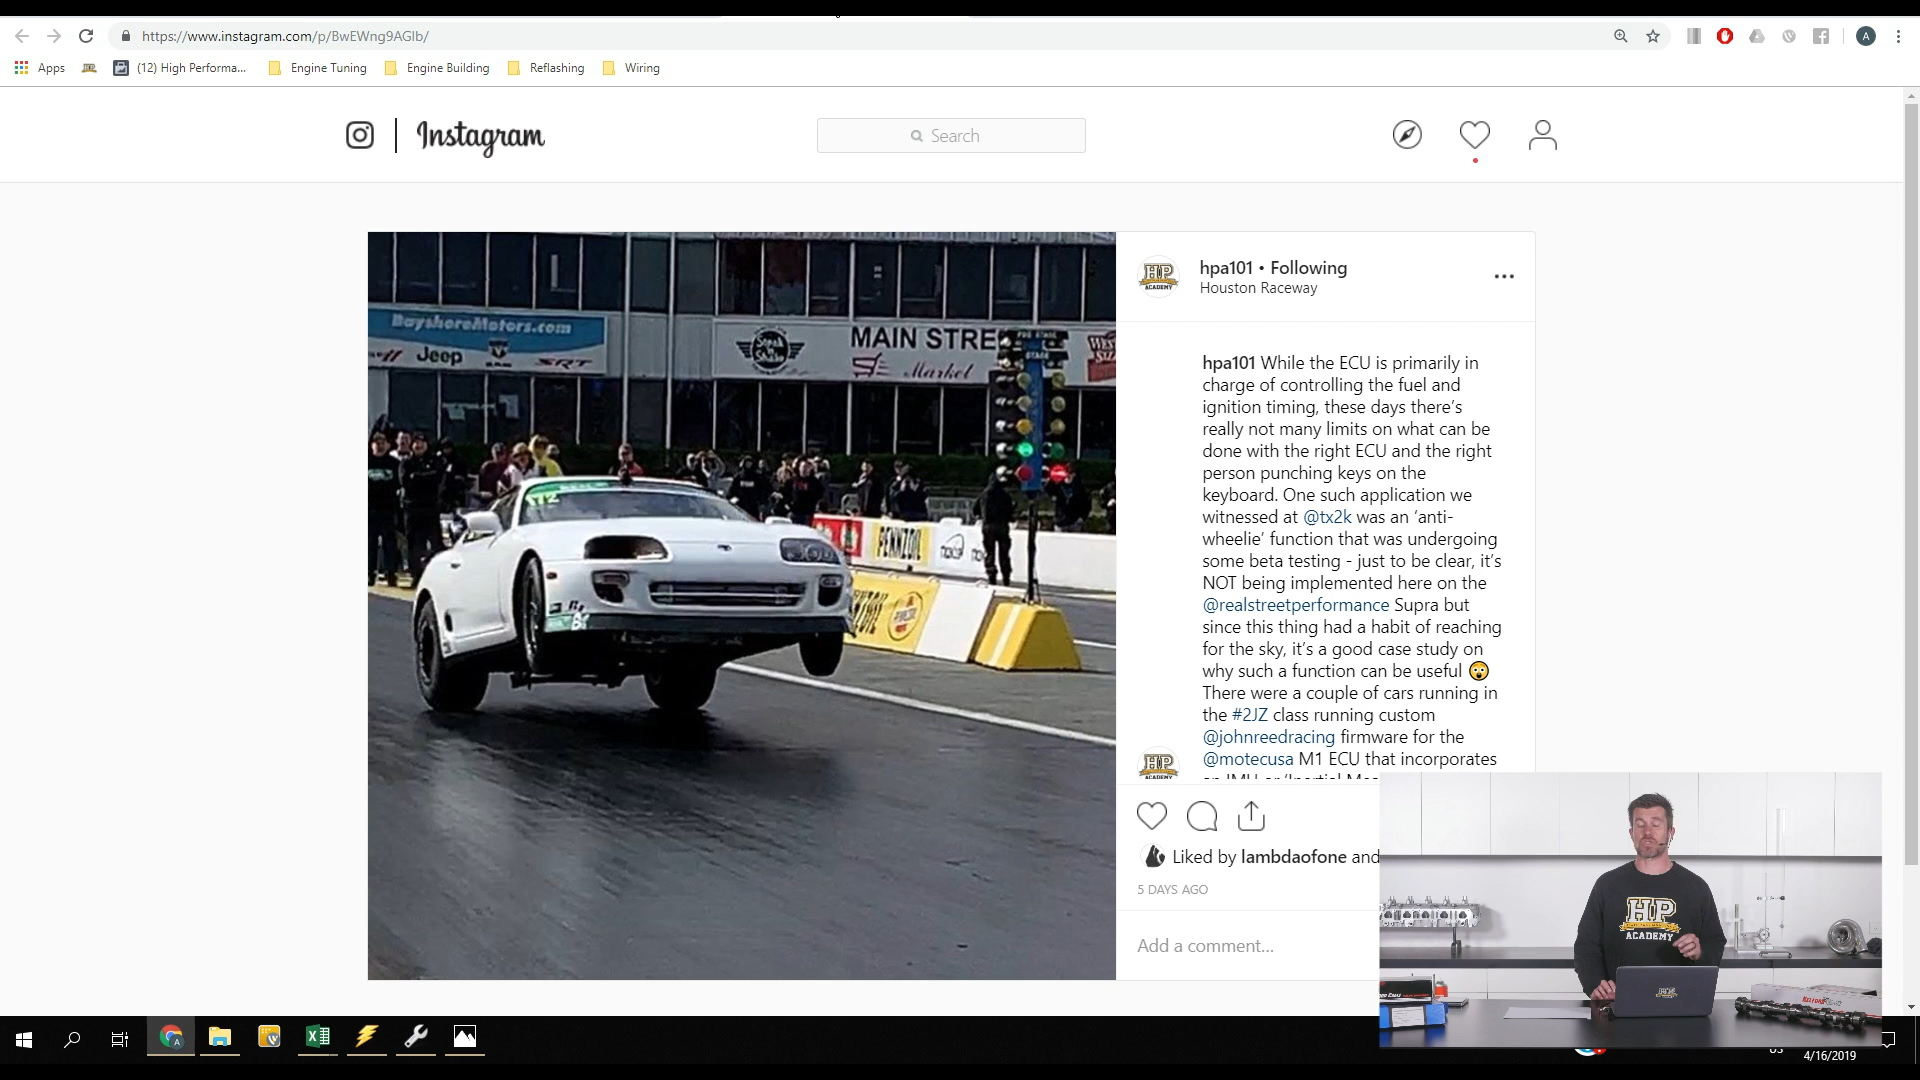 https://www.instagram.com/p/BwEWng9AGlb/
A
Apps
(12) High Performa...
Engine Tuning
Engine Building
Reflashing
Wiring
Instagram
Search
hpa101 • Following
Houston Raceway
HP
ACADEMY
hpa101 While the ECU is primarily in
charge of controlling the fuel and
ignition timing, these days there's
really not many limits on what can be
done with the right ECU and the right
person punching keys on the
keyboard. One such application we
witnessed at @tx2k was an 'anti-
wheelie' function that was undergoing
some beta testing - just to be clear, it's
NOT being implemented here on the
@realstreetperformance Supra but
since this thing had a habit of reaching
for the sky, it's a good case study on
why such a function can be useful 😮
There were a couple of cars running in
the #2JZ class running custom
@johnreedracing firmware for the
@motecusa M1 ECU that incorporates
HP
ACADEMY
Liked by lambdaofone and
5 DAYS AGO
Add a comment...
BayshoreMotors.com
Jeep
SRT
MAIN STRE
Market
PENNZOIL
HP
ACADEMY
4/16/2019